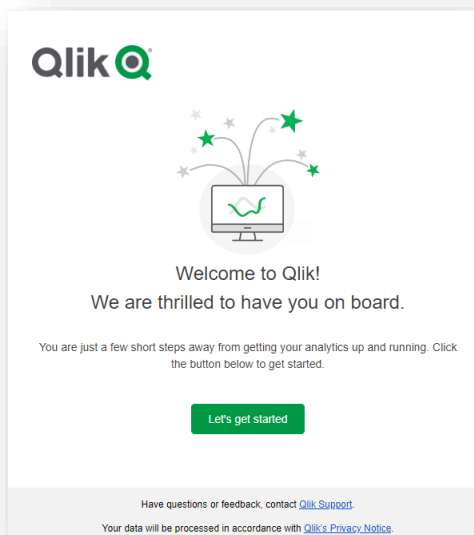 Qlik
Welcome to Qlik!
We are thrilled to have you on board.
You are just a few short steps away from getting your analytics up and running. Click
the button below to get started.
Let's get started
Have questions or feedback, contact Qlik Support.
Your data will be processed in accordance with Qlik's Privacy Notice.